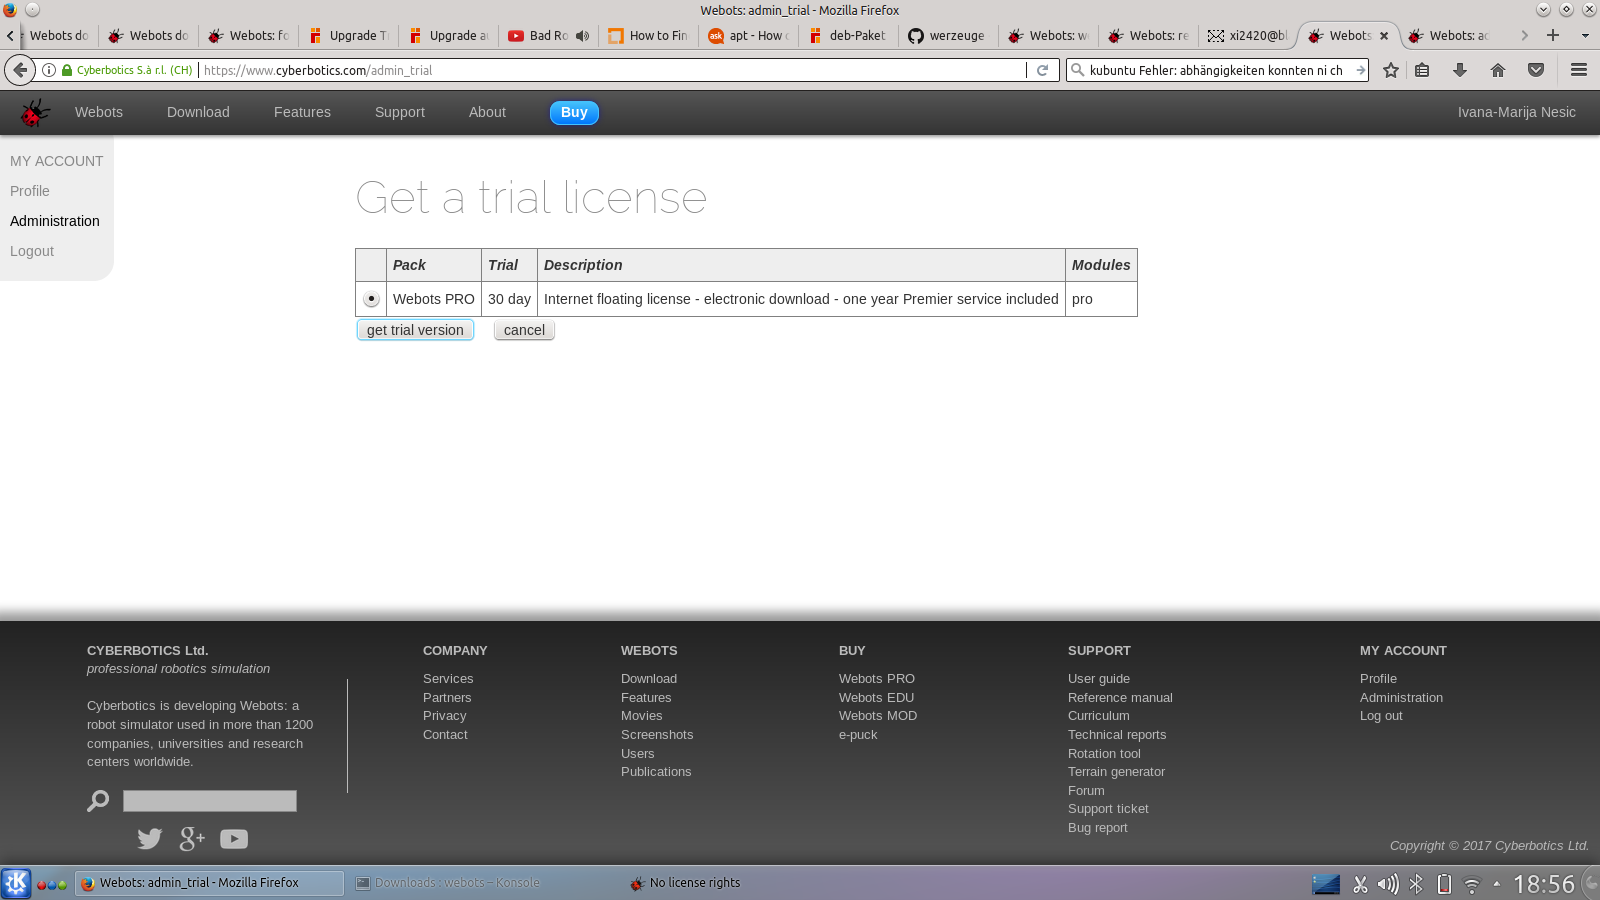 Webots: admin_trial - Mozilla Firefox
Webots do
Webots do
Webots: fo
Upgrade T
Upgrade au
Bad Ro
How to Fin
ask
apt - How
deb-Paket
werzeuge
Webots: w
Webots: re
xi2420@bl
Webots
Webots: ad
Cyberbotics S.à r.l. (CH)
https://www.cyberbotics.com/admin_trial
kubuntu Fehler: abhängigkeiten konnten ni ch
Webots
Download
Features
Support
About
Buy
Ivana-Marija Nesic
MY ACCOUNT
Profile
Administration
Logout
Get a trial license
Pack Trial Description Modules
Webots PRO 30 day Internet floating license - electronic download - one year Premier service included pro
get trial version
cancel
CYBERBOTICS Ltd.
professional robotics simulation
Cyberbotics is developing Webots: a
robot simulator used in more than 1200
companies, universities and research
centers worldwide.
COMPANY
Services
Partners
Privacy
Contact
WEBOTS
Download
Features
Movies
Screenshots
Users
Publications
BUY
Webots PRO
Webots EDU
Webots MOD
e-puck
SUPPORT
User guide
Reference manual
Curriculum
Technical reports
Rotation tool
Terrain generator
Forum
Support ticket
Bug report
MY ACCOUNT
Profile
Administration
Log out
Copyright © 2017 Cyberbotics Ltd.
Webots: admin_trial - Mozilla Firefox
Downloads : webots – Konsole
No license rights
18:56